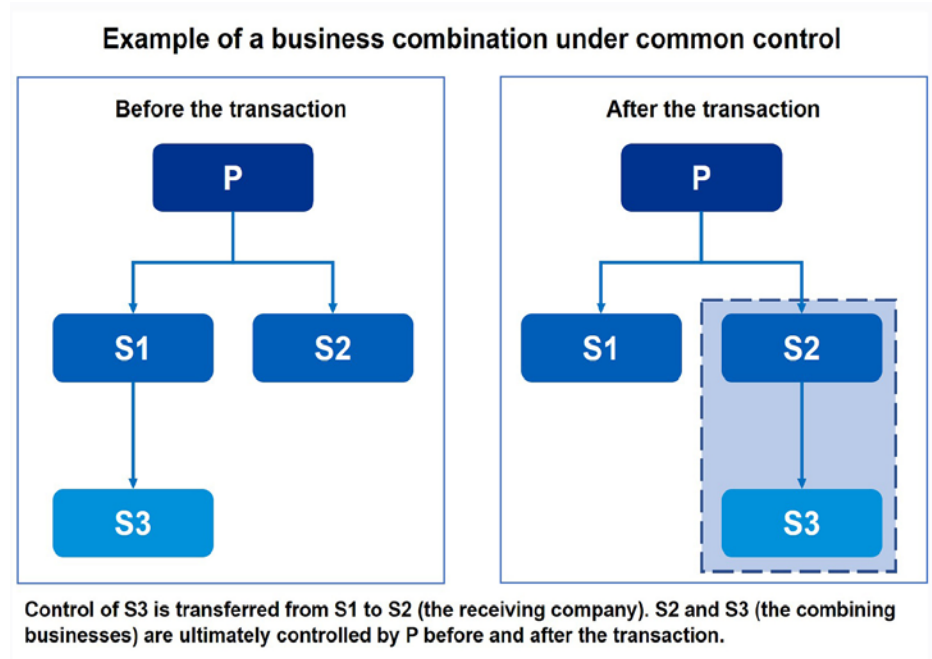 Example of a business combination under common control
Before the transaction
P
S1
S2
S3
After the transaction
P
S1
S2
S3
Control of S3 is transferred from S1 to S2 (the receiving company). S2 and S3 (the combining
businesses) are ultimately controlled by P before and after the transaction.